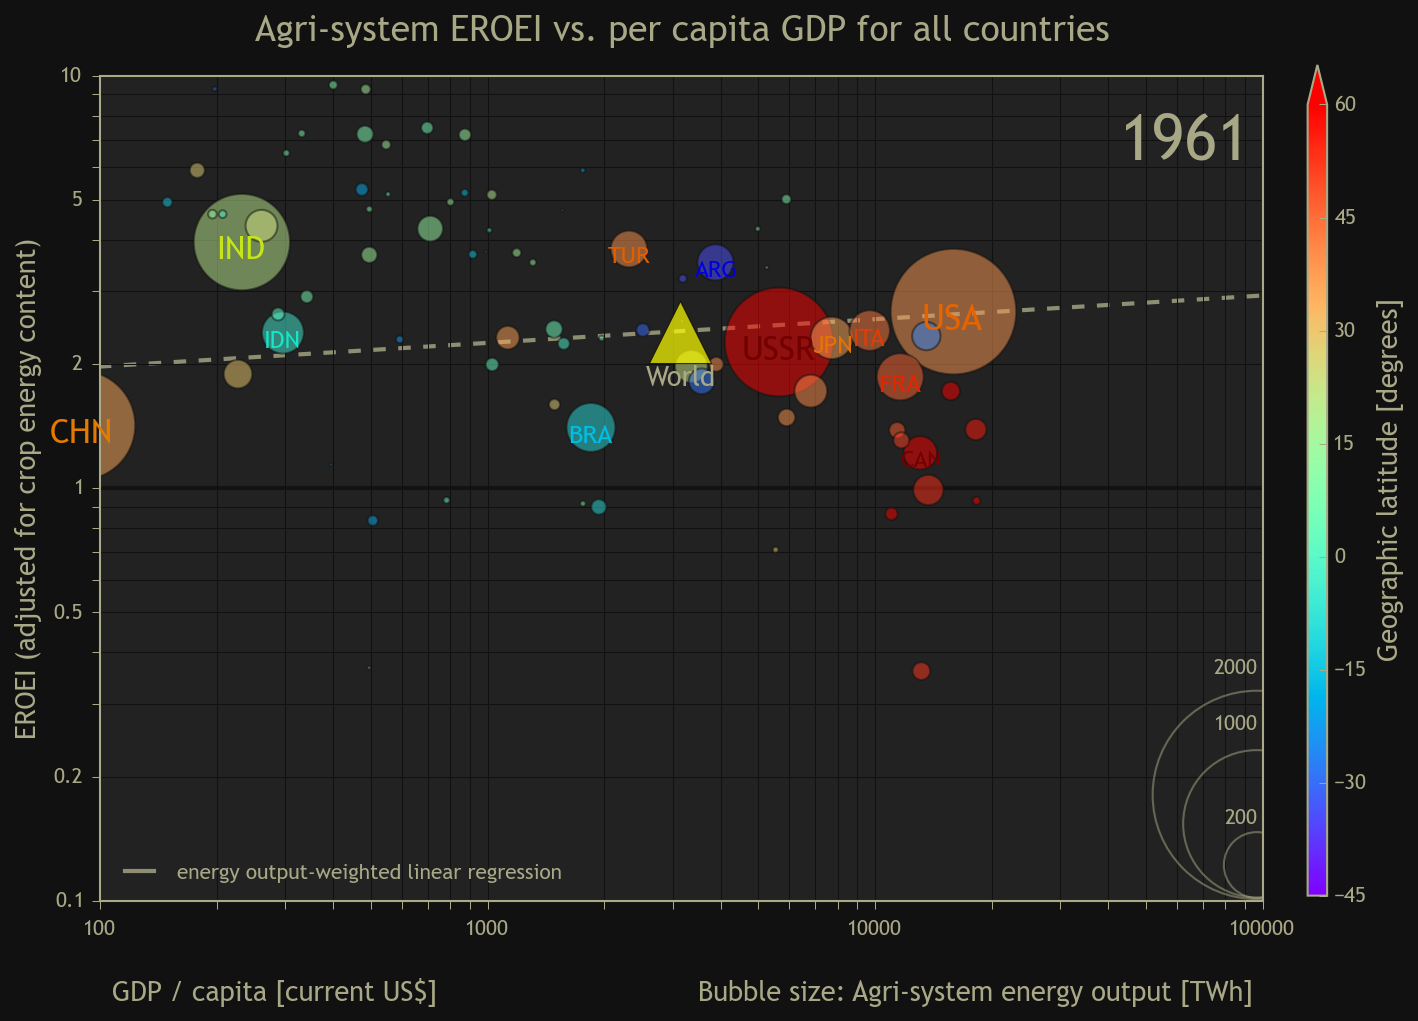 Agri-system EROEI vs. per capita GDP for all countries
1961
EROEI (adjusted for crop energy content)
10
5
2
1
0.5
0.2
0.1
IND
IDN
CHN
TUR
ARG
World
BRA
USSR
JPN
ITA
USA
FRA
CAN
2000
1000
200
energy output-weighted linear regression
100
1000
10000
100000
GDP / capita [current US$]
Bubble size: Agri-system energy output [TWh]
60
45
30
15
0
−15
−30
−45
Geographic latitude [degrees]